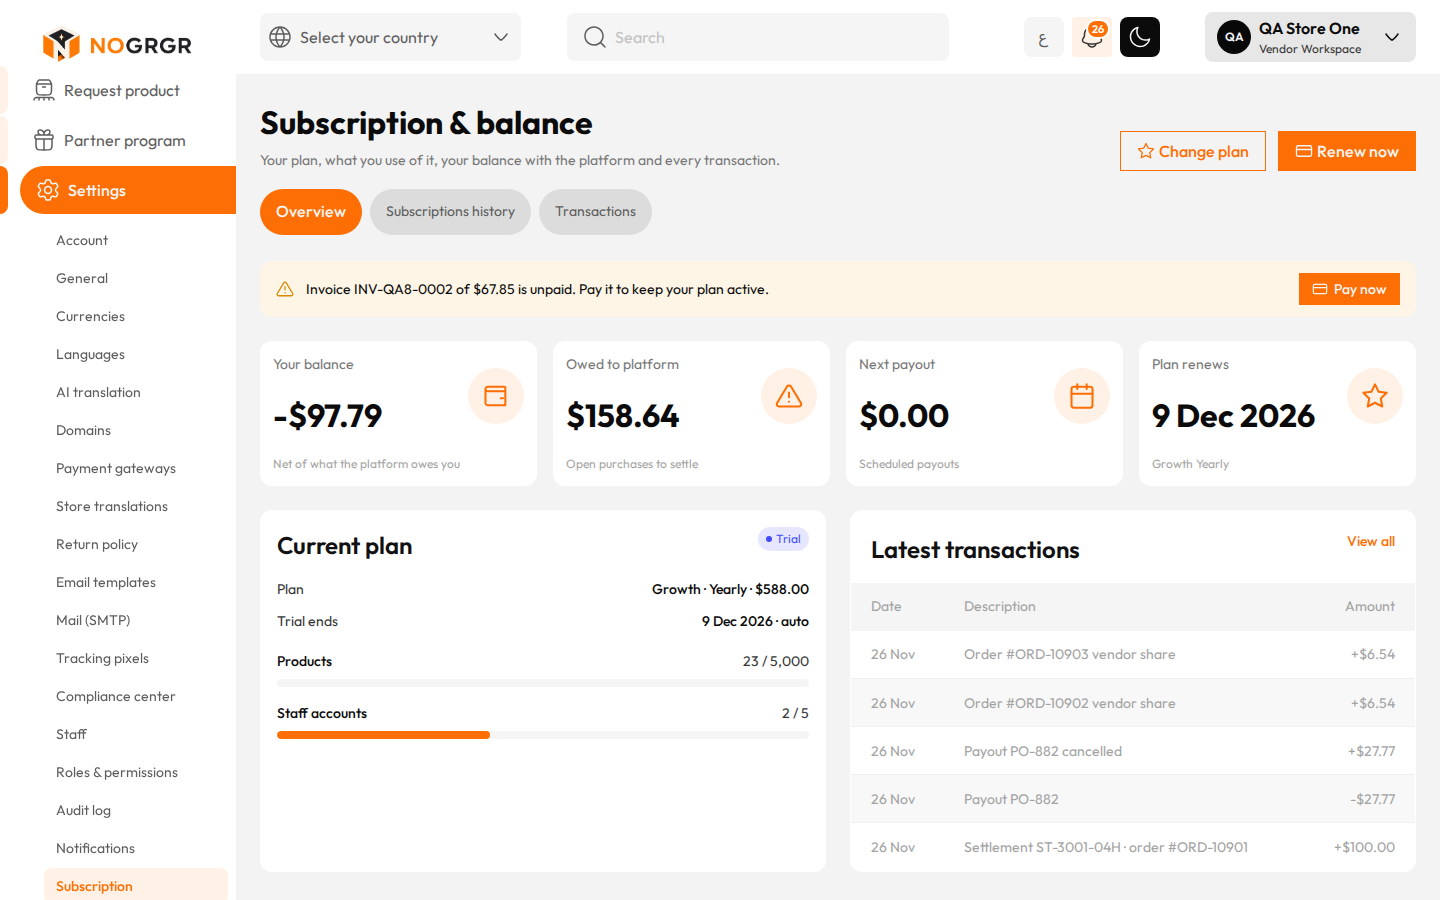 NOGRGR
Select your country
Search
ع
26
QA
QA Store One
Vendor Workspace
Request product
Partner program
Settings
Account
General
Currencies
Languages
AI translation
Domains
Payment gateways
Store translations
Return policy
Email templates
Mail (SMTP)
Tracking pixels
Compliance center
Staff
Roles & permissions
Audit log
Notifications
Subscription
Subscription & balance
Your plan, what you use of it, your balance with the platform and every transaction.
Change plan
Renew now
Overview
Subscriptions history
Transactions
Invoice INV-QA8-0002 of $67.85 is unpaid. Pay it to keep your plan active.
Pay now
Your balance
-$97.79
Net of what the platform owes you
Owed to platform
$158.64
Open purchases to settle
Next payout
$0.00
Scheduled payouts
Plan renews
9 Dec 2026
Growth Yearly
Current plan
Trial
Plan
Growth · Yearly · $588.00
Trial ends
9 Dec 2026 · auto
Products
23 / 5,000
Staff accounts
2 / 5
Latest transactions
View all
Date Description Amount
26 Nov Order #ORD-10903 vendor share +$6.54
26 Nov Order #ORD-10902 vendor share +$6.54
26 Nov Payout PO-882 cancelled +$27.77
26 Nov Payout PO-882 -$27.77
26 Nov Settlement ST-3001-04H · order #ORD-10901 +$100.00